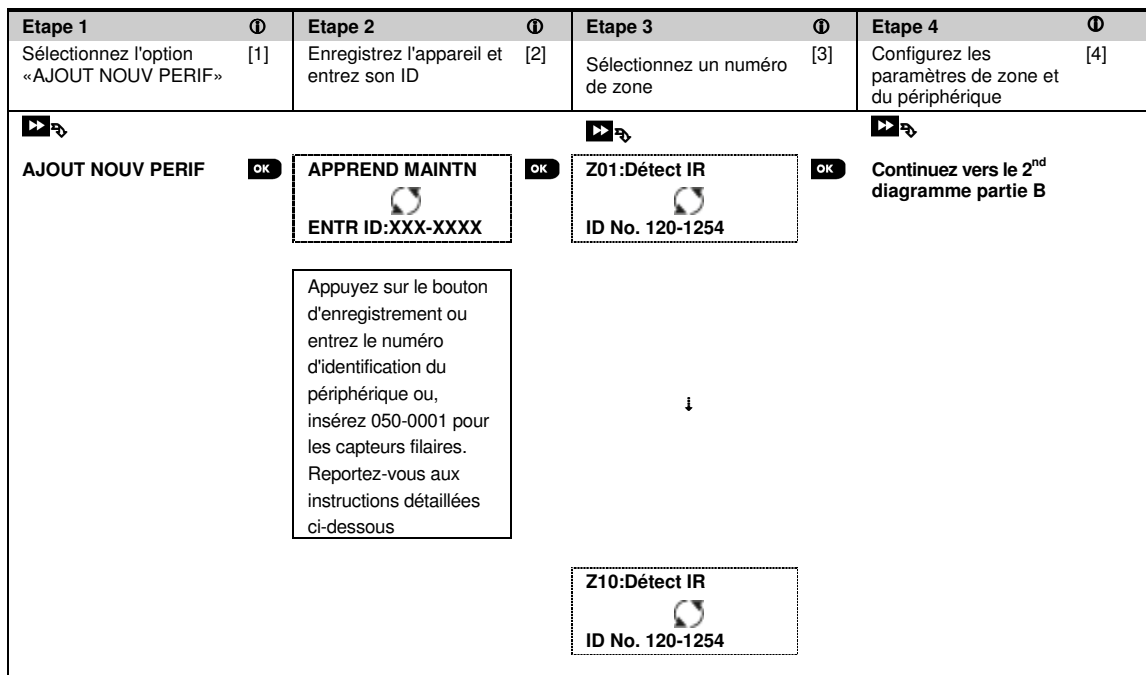 Etape 1 ① Etape 2 ① Etape 3 ① Etape 4 ①
Sélectionnez l'option
«AJOUT NOUV PERIF»
[1]
Enregistrez l'appareil et
entrez son ID
[2]
Sélectionnez un numéro
de zone
[3]
Configurez les
paramètres de zone et
du périphérique
[4]
AJOUT NOUV PERIF
OK
APPREND MAINTN
ENTR ID:XXX-XXXX
OK
Z01:Détect IR
ID No. 120-1254
OK
Continuez vers le 2nd
diagramme partie B
Appuyez sur le bouton
d'enregistrement ou
entrez le numéro
d'identification du
périphérique ou,
insérez 050-0001 pour
les capteurs filaires.
Reportez-vous aux
instructions détaillées
ci-dessous
Z10:Détect IR
ID No. 120-1254